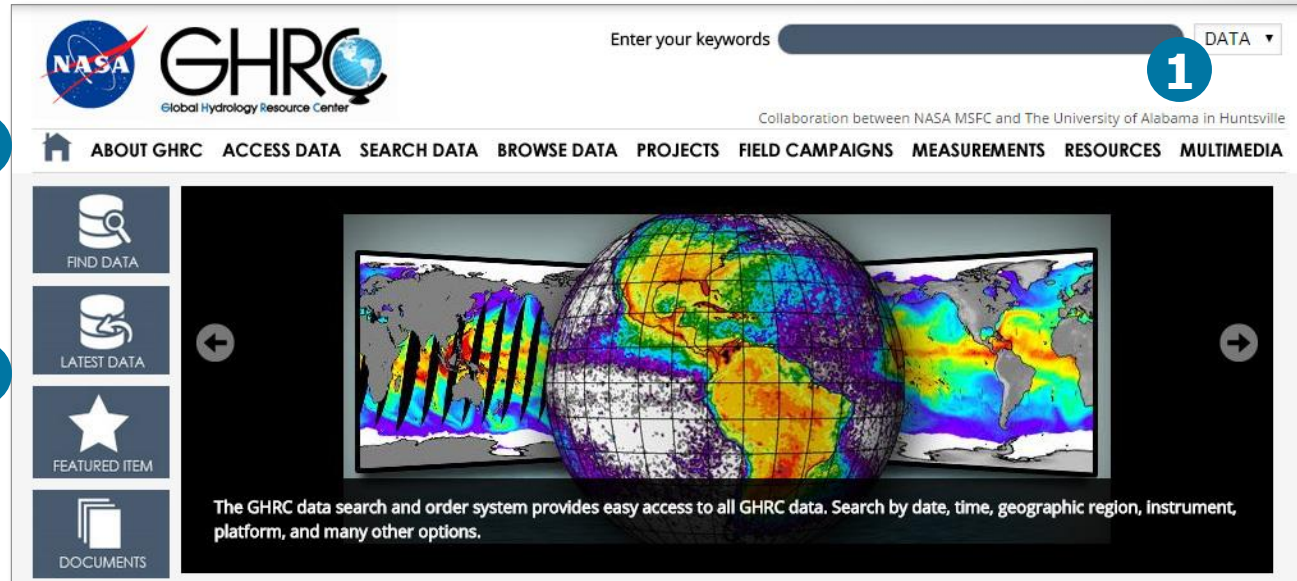 NASA
GHRC
Global Hydrology Resource Center
Enter your keywords
DATA
1
Collaboration between NASA MSFC and The University of Alabama in Huntsville
ABOUT GHRC ACCESS DATA SEARCH DATA BROWSE DATA PROJECTS FIELD CAMPAIGNS MEASUREMENTS RESOURCES MULTIMEDIA
FIND DATA
LATEST DATA
FEATURED ITEM
DOCUMENTS
The GHRC data search and order system provides easy access to all GHRC data. Search by date, time, geographic region, instrument,
platform, and many other options.